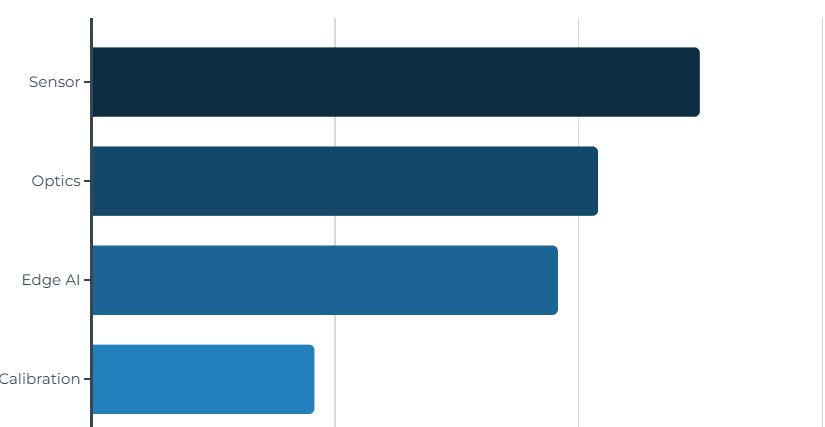 Sensor
Optics
Edge AI
Calibration